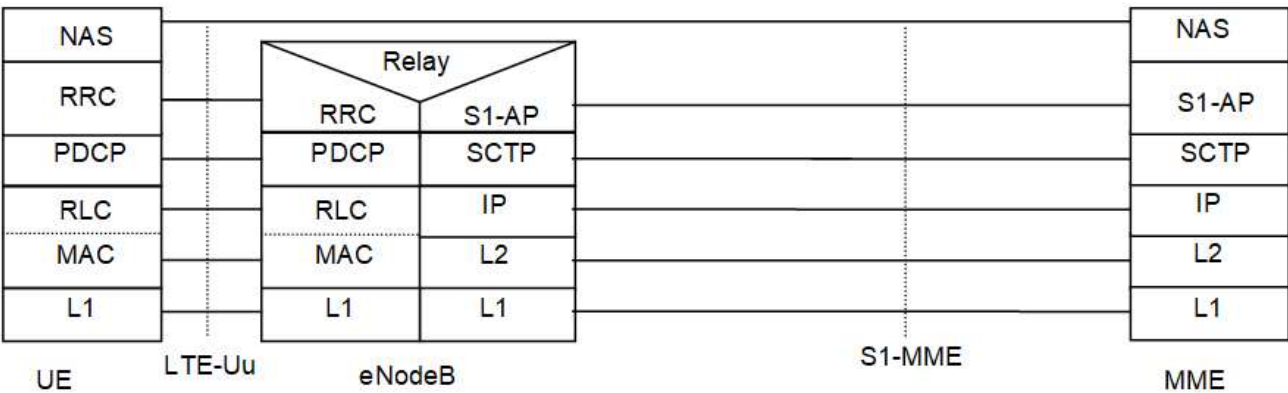 NAS
NAS
Relay
RRC
RRC
S1-AP
S1-AP
PDCP
PDCP
SCTP
SCTP
RLC
RLC
IP
IP
MAC
MAC
L2
L2
L1
L1
L1
L1
UE
LTE-Uu
eNodeB
S1-MME
MME